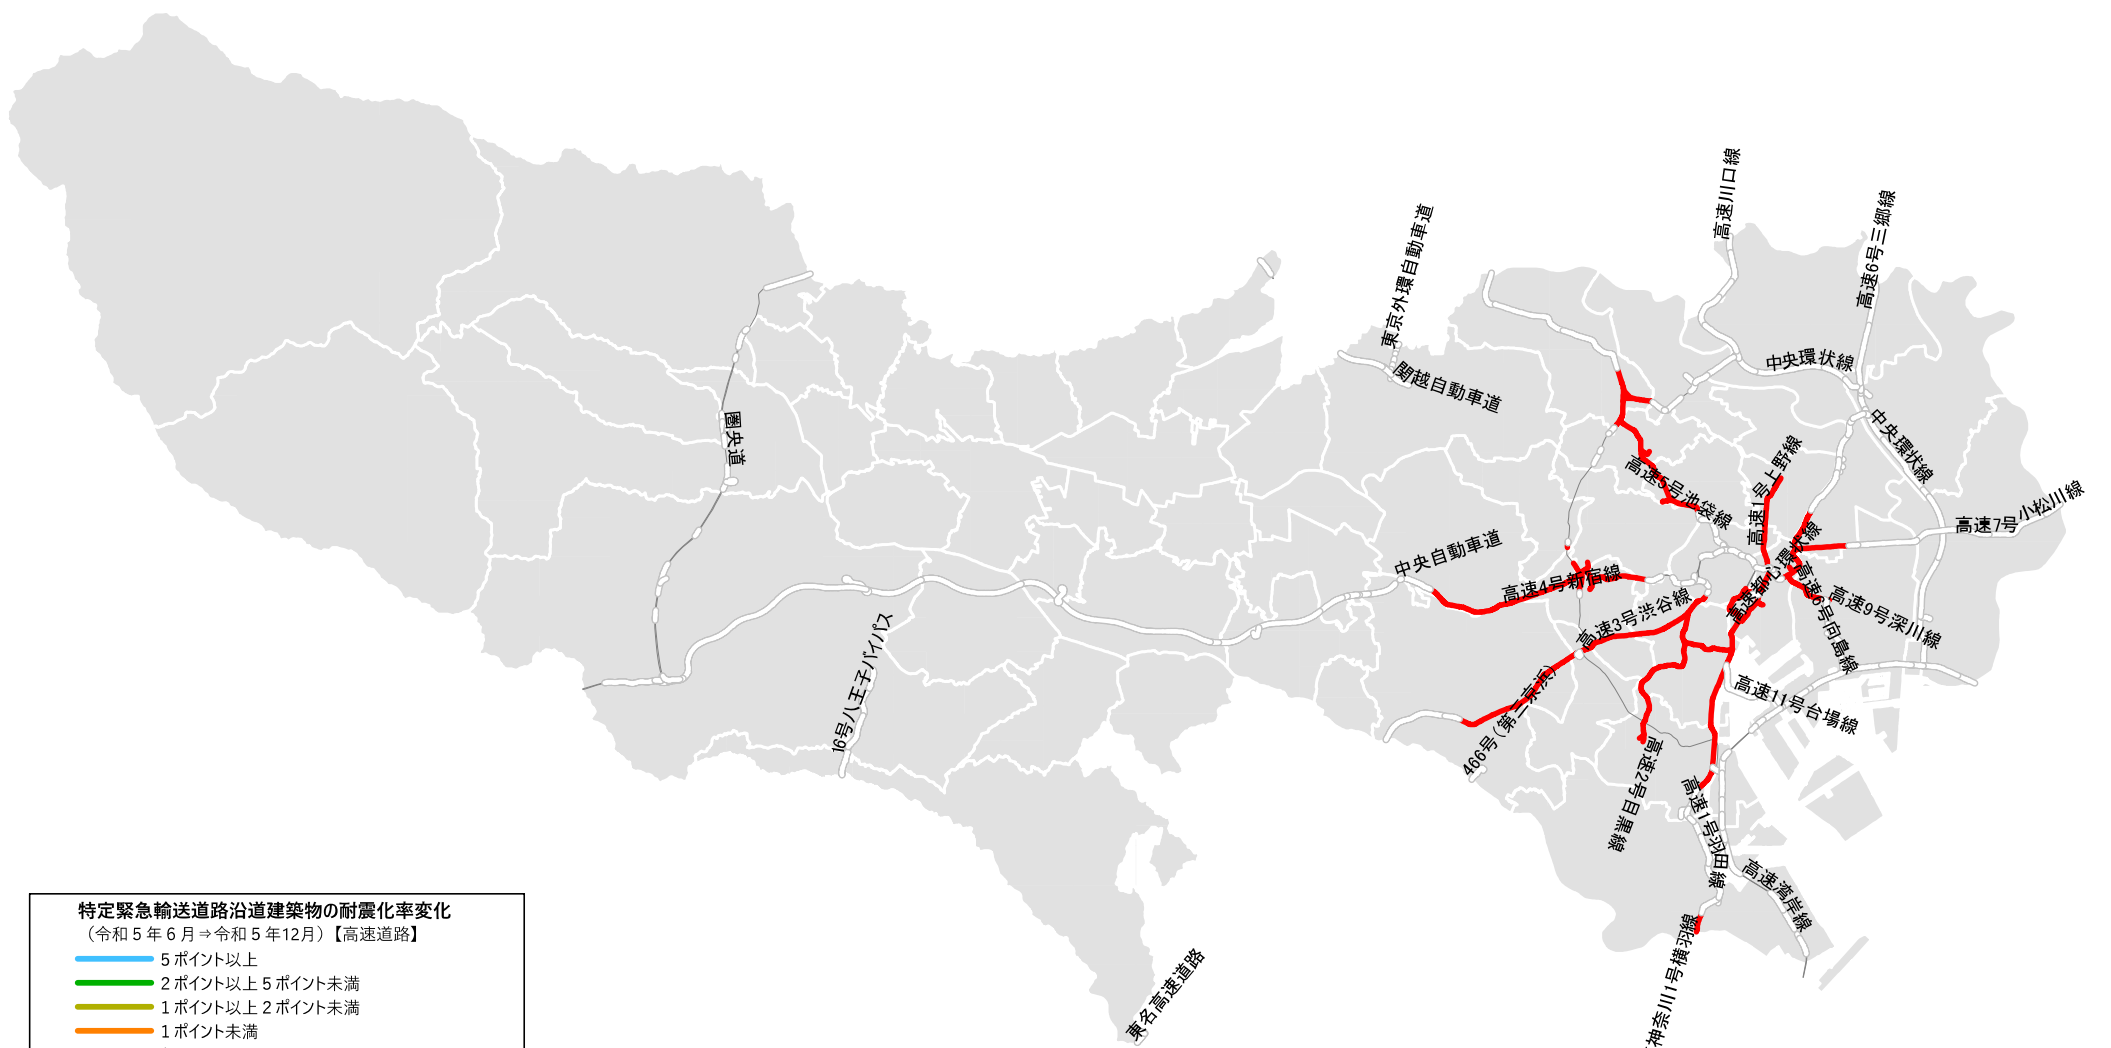 高速川口線
高速6号三郷線
東京外環自動車道
関越自動車道
中央環状線
中央環状線
圏央道
高速5号池袋線
高速1号上野線
高速7号小松川線
中央自動車道
高速4号新宿線
高速都心環状線
高速6号向島線
高速9号深川線
高速3号渋谷線
16号八王子バイパス
466号（第三京浜）
高速11号台場線
高速2号目黒線
高速1号羽田線
高速湾岸線
神奈川1号横羽線
東名高速道路
特定緊急輸送道路沿道建築物の耐震化率変化
（令和５年６月⇒令和５年12月）【高速道路】
５ポイント以上
２ポイント以上５ポイント未満
１ポイント以上２ポイント未満
１ポイント未満